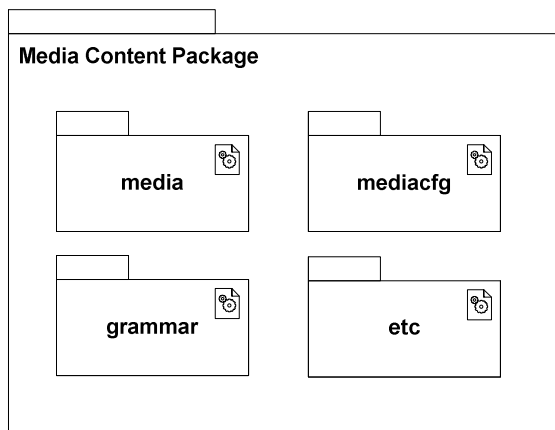 Media Content Package
media
mediacfg
grammar
etc